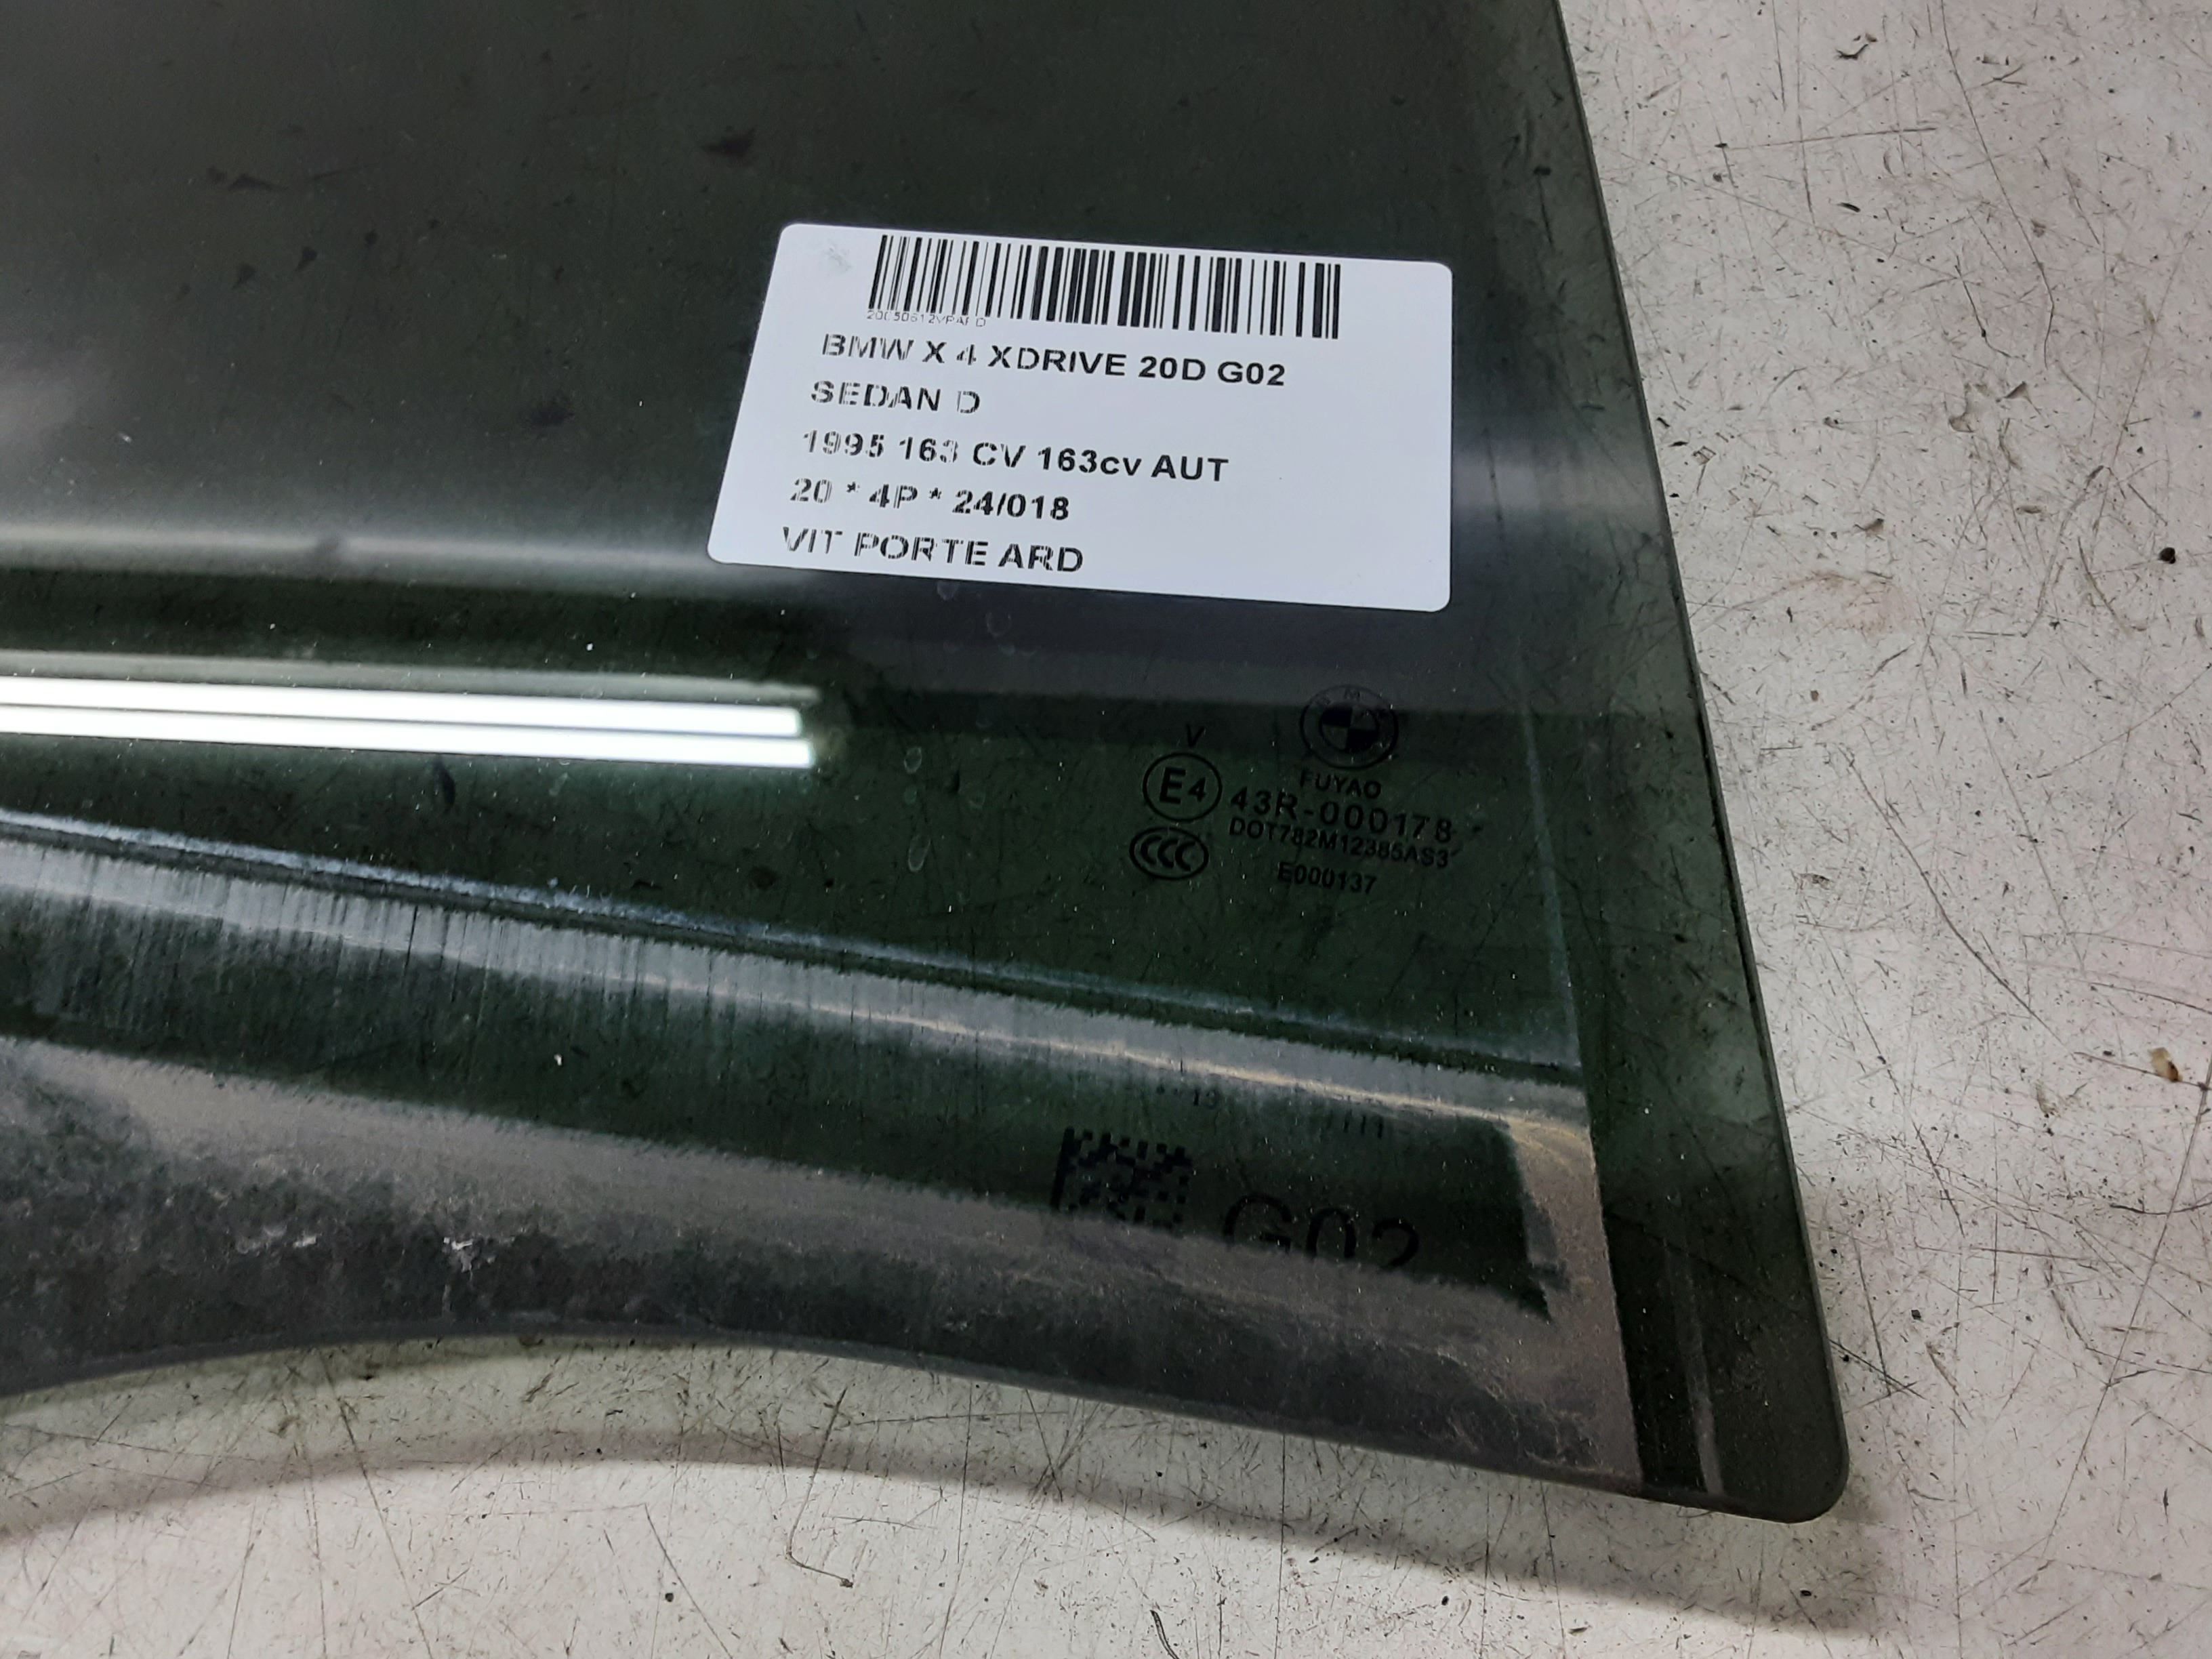 BMW X 4 XDRIVE 20D G02
SEDAN D
1995 163 CV 163cv AUT
20 * 4P * 24/018
VIT PORTE ARD
V
FUYAO
E4 43R-000178
DOT782M12385AS3
CCC
E000137
G02